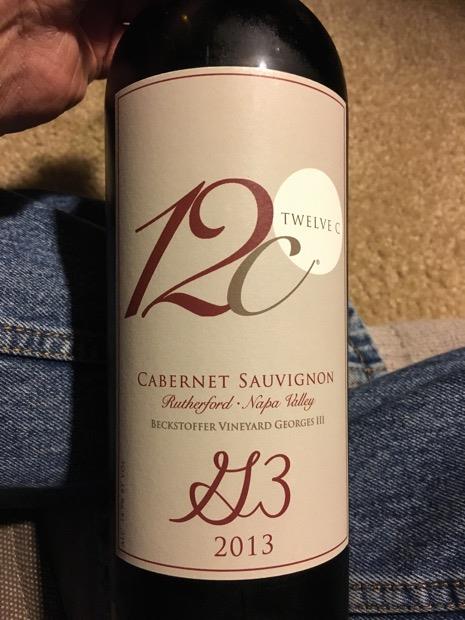 12c
TWELVE C
CABERNET SAUVIGNON
Rutherford · Napa Valley
BECKSTOFFER VINEYARD GEORGES III
G3
2013